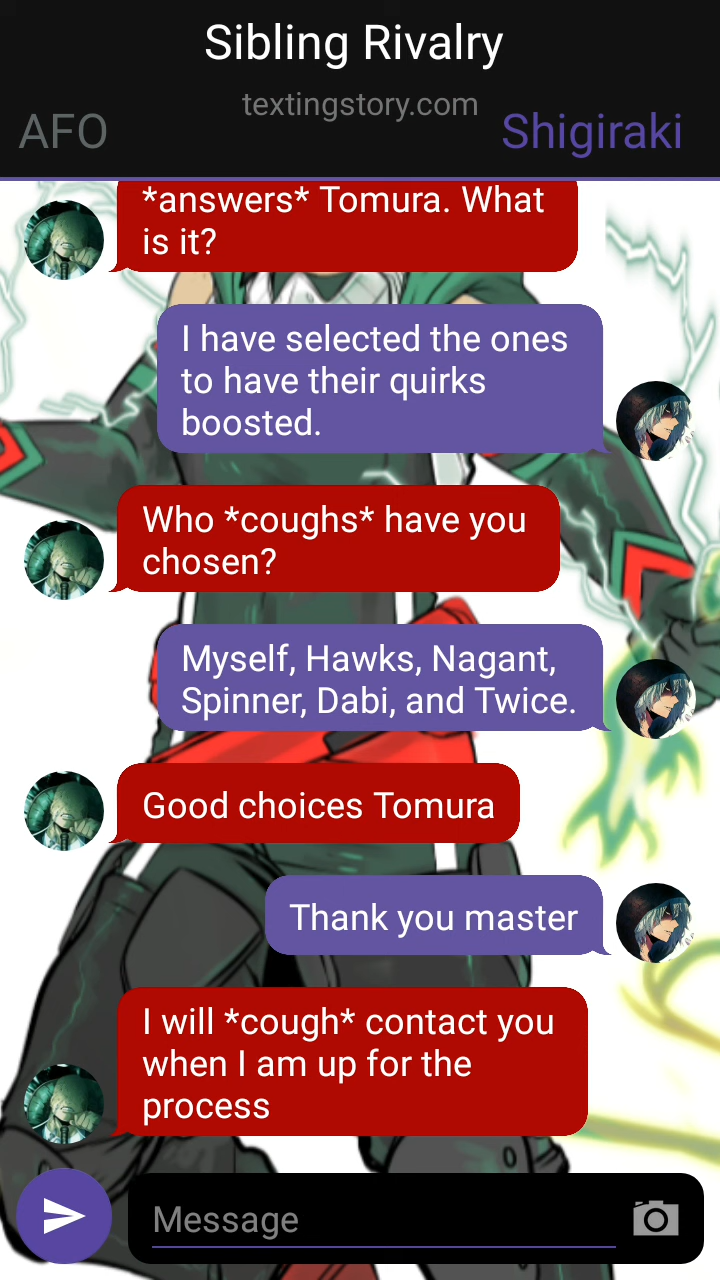 Sibling Rivalry
textingstory.com
AFO
Shigiraki
*answers* Tomura. What
is it?
I have selected the ones
to have their quirks
boosted.
Who *coughs* have you
chosen?
Myself, Hawks, Nagant,
Spinner, Dabi, and Twice.
Good choices Tomura
Thank you master
I will *cough* contact you
when I am up for the
process
Message